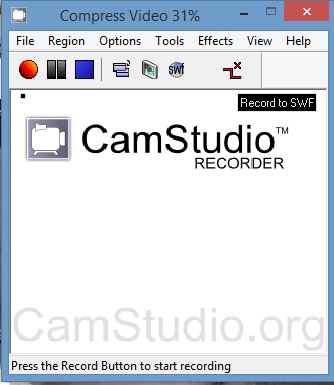 Compress Video 31%
File Region Options Tools Effects View Help
SWF
Record to SWF
CamStudio™
RECORDER
CamStudio.org
Press the Record Button to start recording